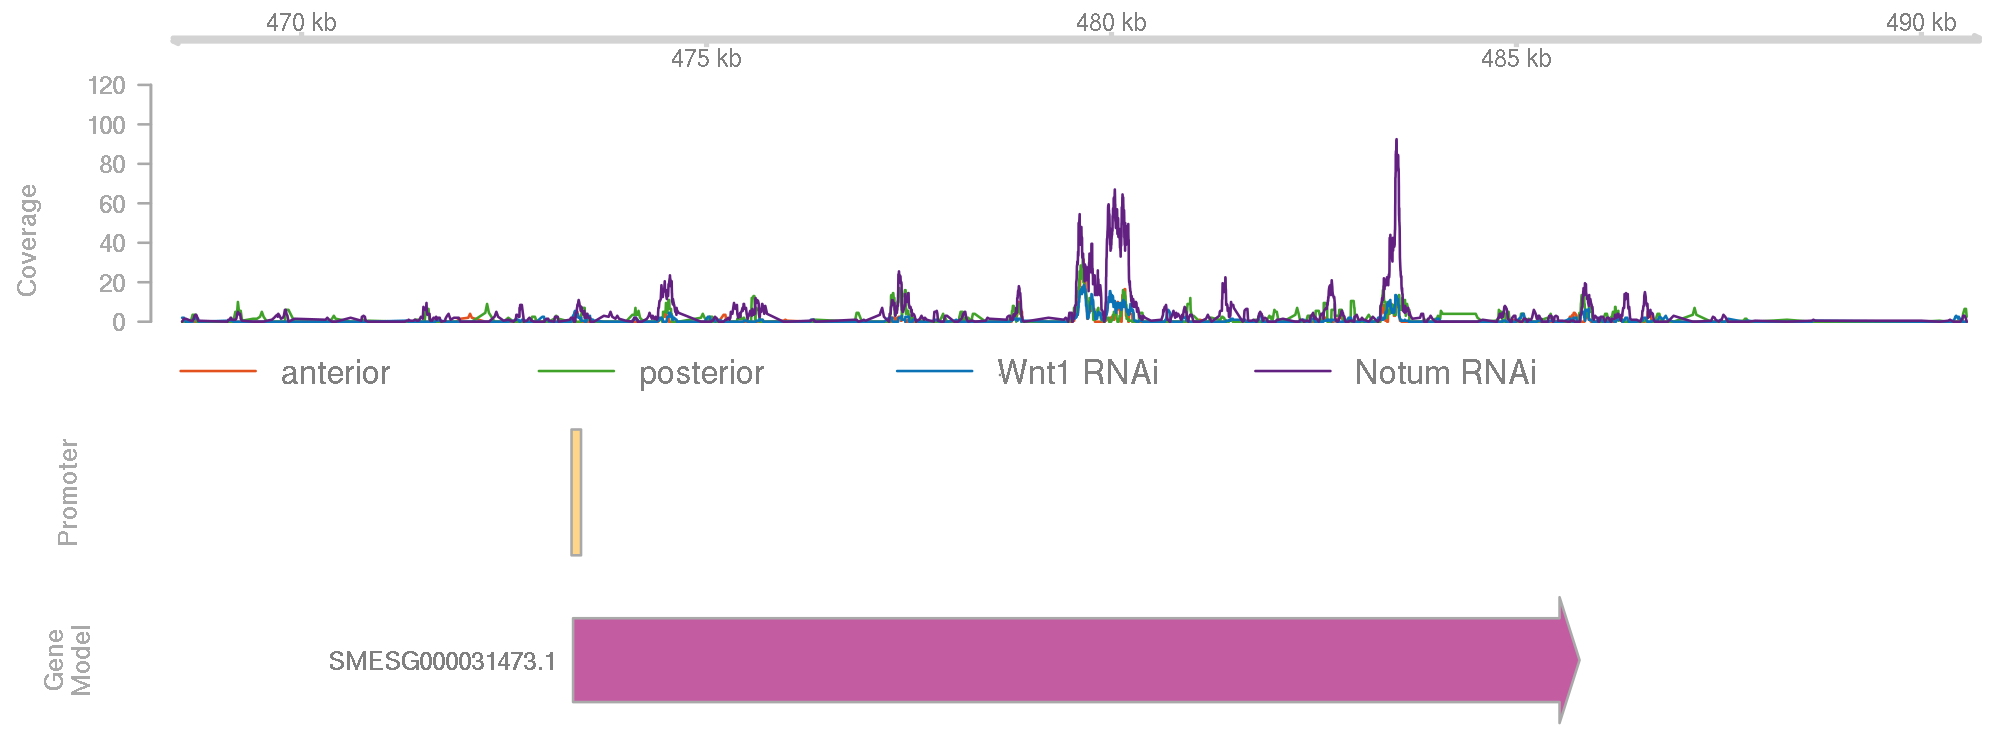 470 kb 480 kb 490 kb
475 kb 485 kb
Coverage
120
100
80
60
40
20
0
anterior posterior Wnt1 RNAi Notum RNAi
Promoter
Gene
Model
SMESG000031473.1